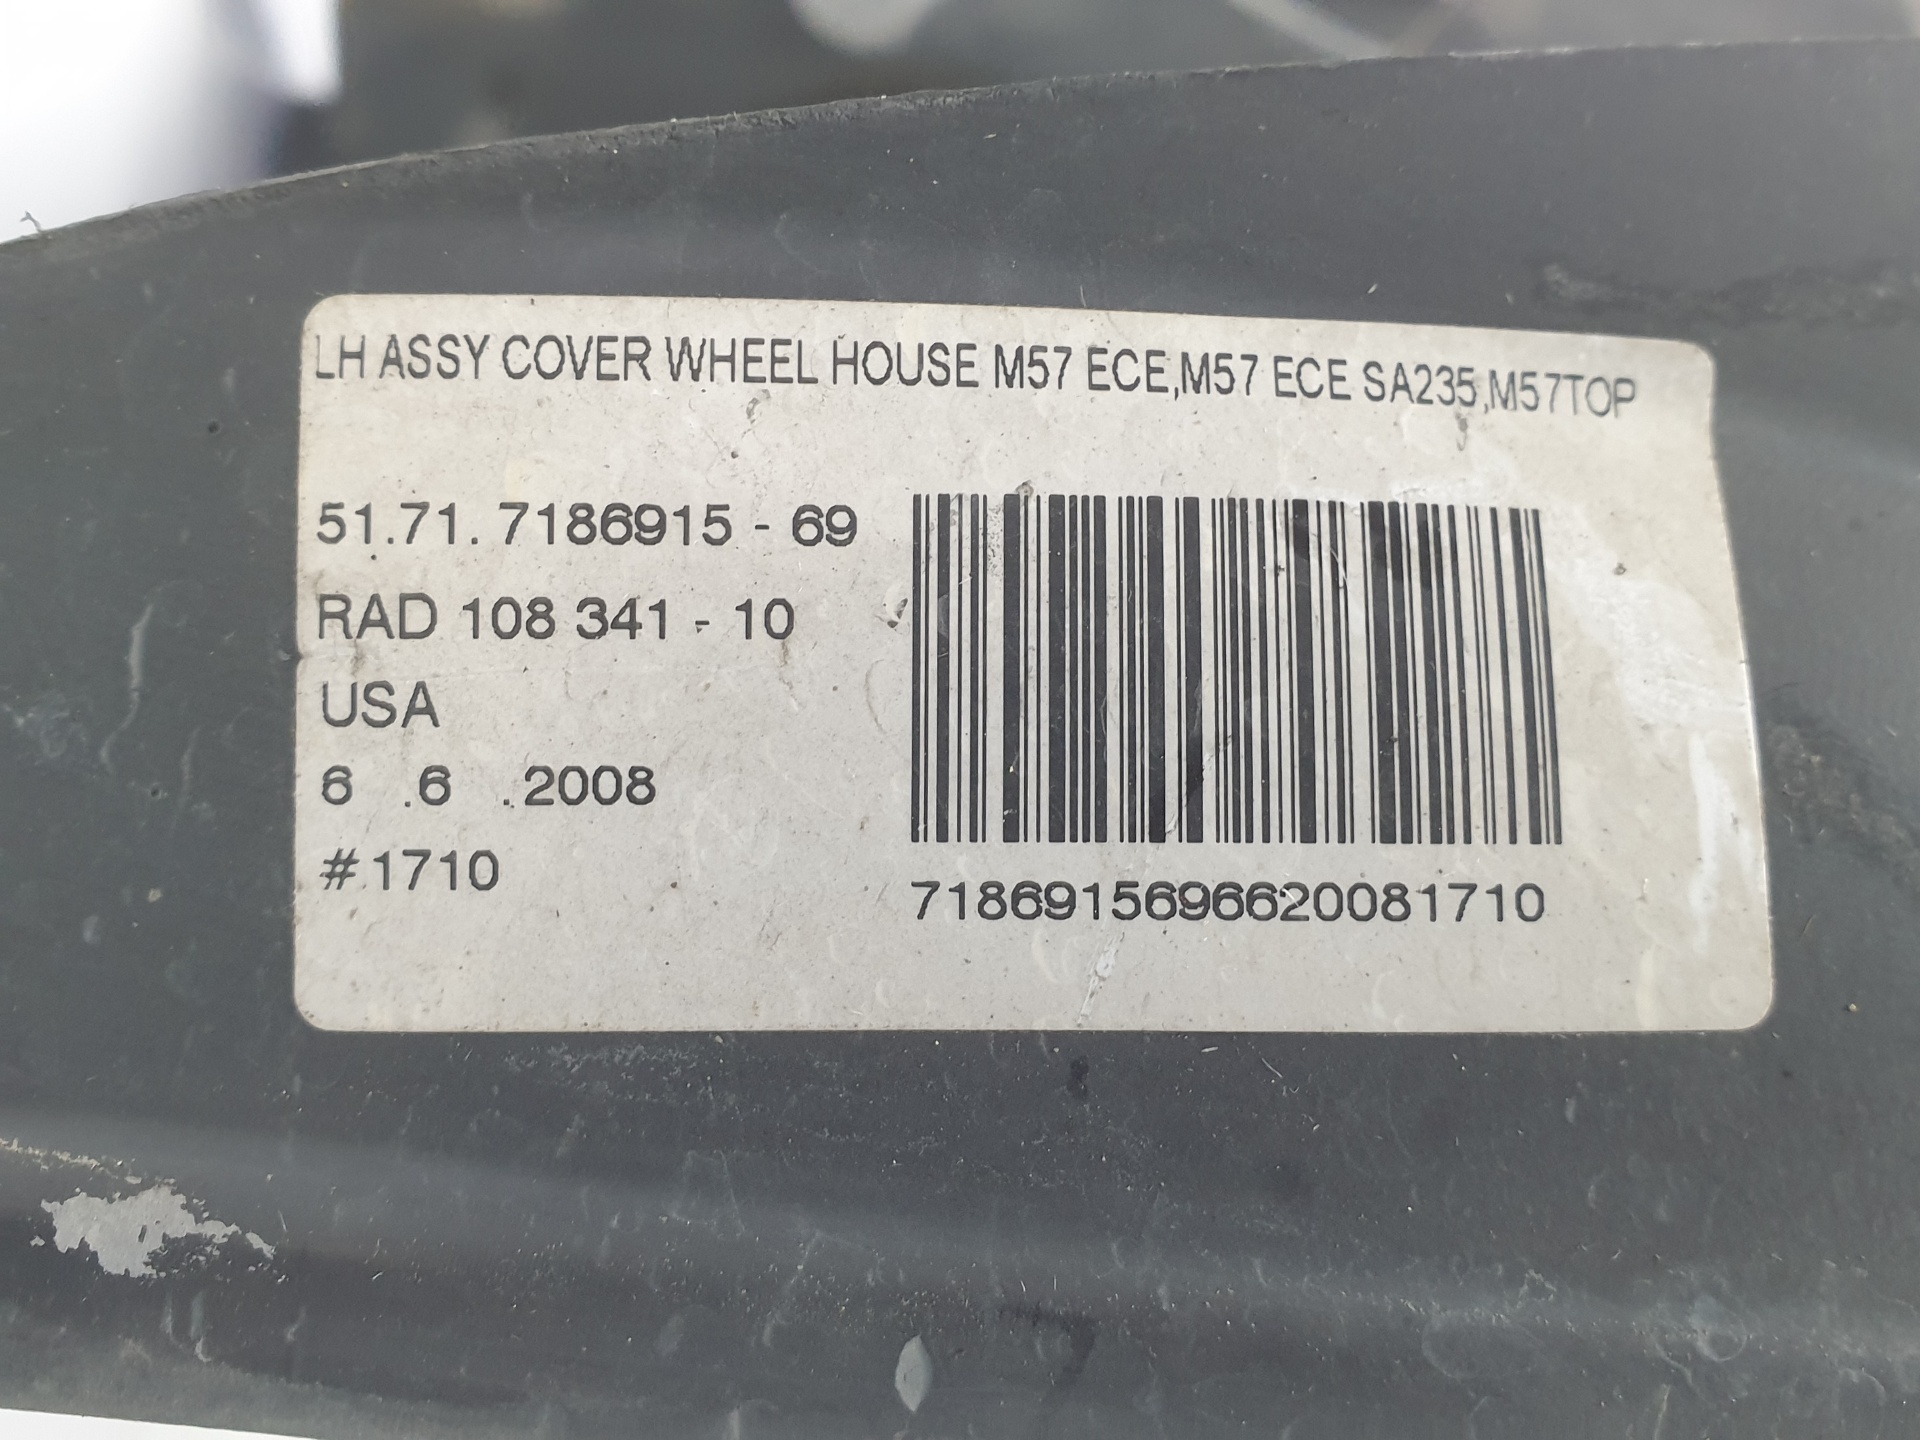 LH ASSY COVER WHEEL HOUSE M57 ECE,M57 ECE SA235,M57TOP
51.71. 7186915 - 69
RAD 108 341 - 10
USA
6 .6 .2008
#1710
7186915696620081710